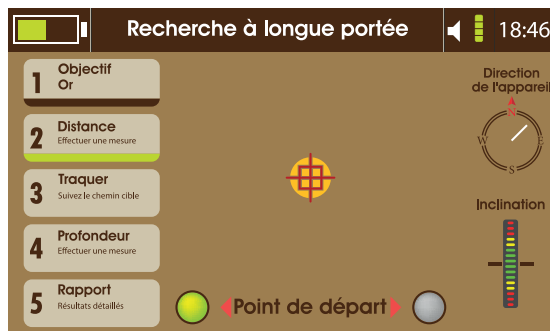 Recherche à longue portée
18:46
1
Objectif
Or
2
Distance
Effectuer une mesure
3
Traquer
Suivez le chemin cible
4
Profondeur
Effectuer une mesure
5
Rapport
Résultats détaillés
Point de départ
Direction
de l'appareil
N
W
E
S
Inclination